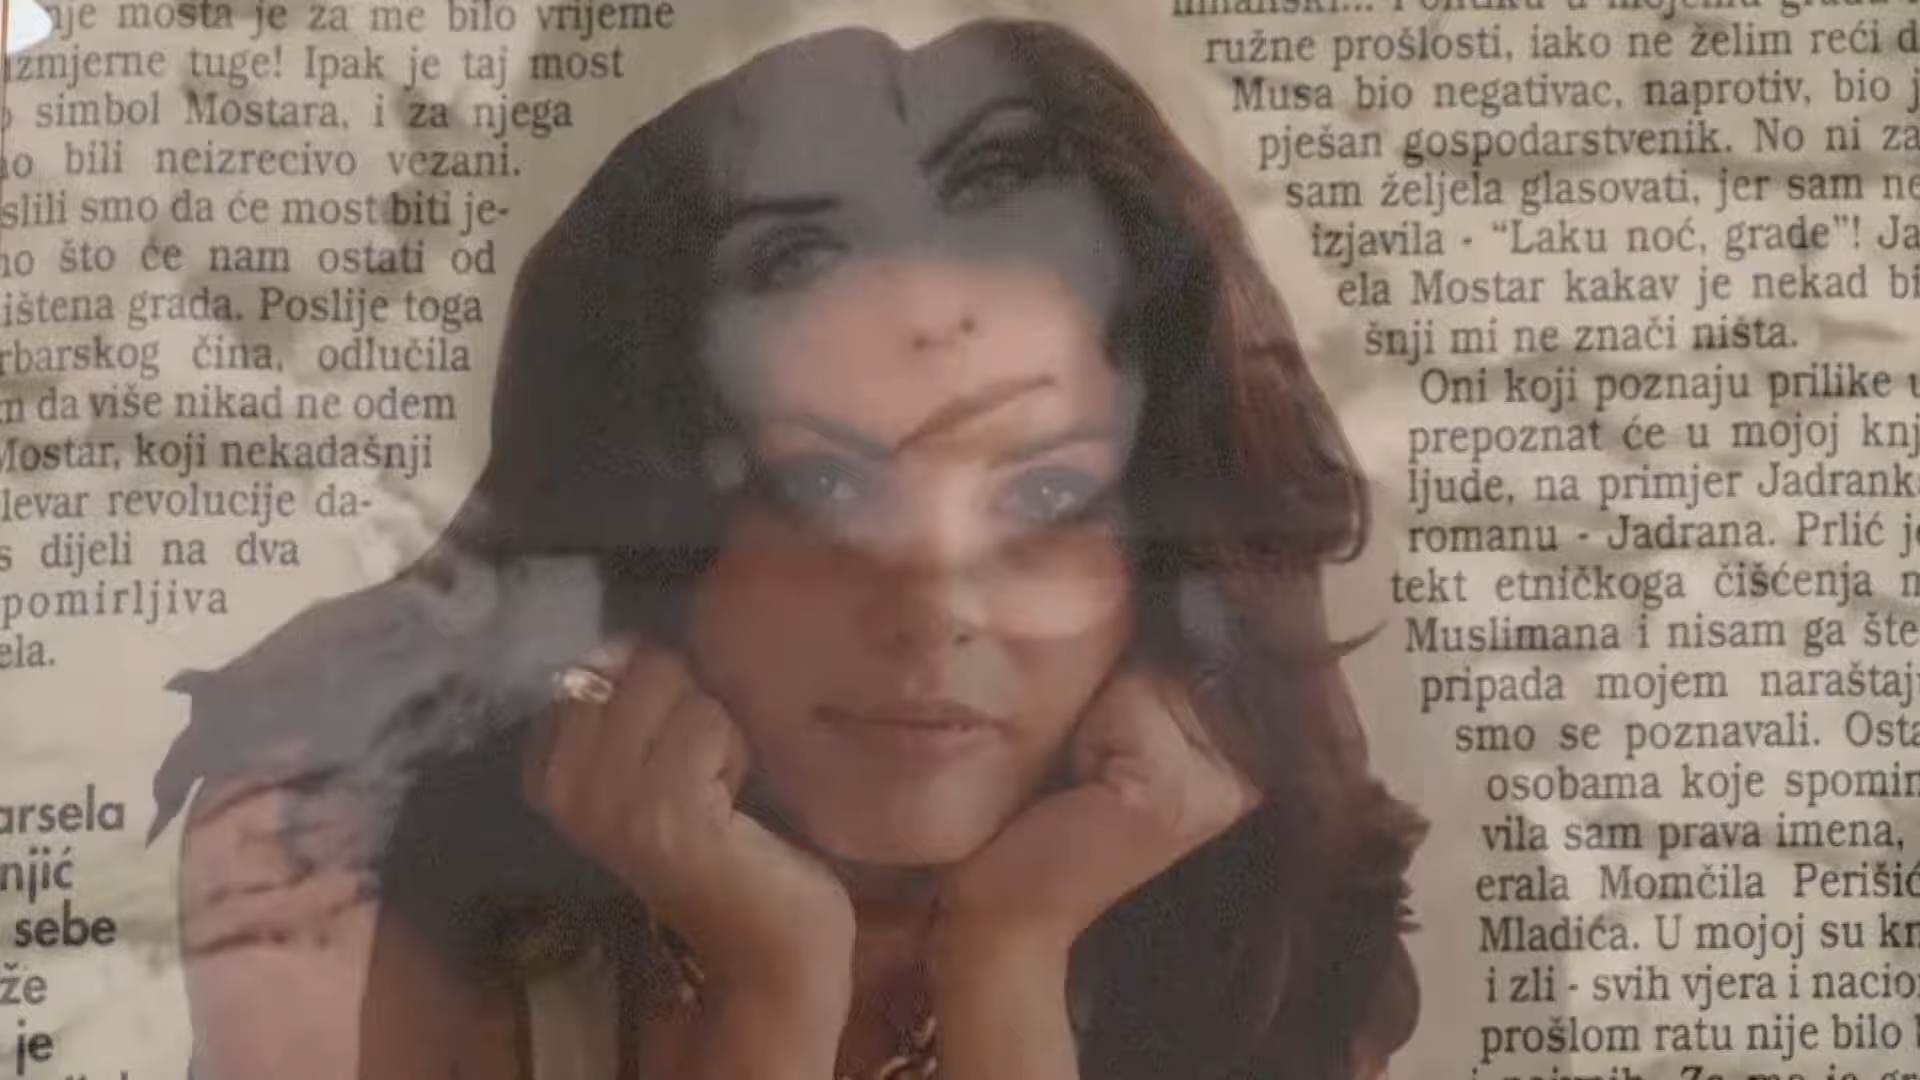 nje mosta je za me bilo vrijeme
izmjerne tuge! Ipak je taj most
simbol Mostara, i za njega
bili neizrecivo vezani.
slili smo da će most biti je-
no što će nam ostati od
ištena grada. Poslije toga
rbarskog čina, odlučila
da više nikad ne odem
Mostar, koji nekadašnji
levar revolucije da-
s dijeli na dva
pomirljiva
ela.
arsela
njić
sebe
že
je
ružne prošlosti, iako ne želim reći d
Musa bio negativac, naprotiv, bio j
pješan gospodarstvenik. No ni za
sam željela glasovati, jer sam ne
izjavila - “Laku noć, grade”! Ja
ela Mostar kakav je nekad bi
šnji mi ne znači ništa.
Oni koji poznaju prilike u
prepoznat će u mojoj knj
ljude, na primjer Jadrank
romanu - Jadrana. Prlić je
tekt etničkoga čišćenja n
Muslimana i nisam ga šte
pripada mojem naraštaj
smo se poznavali. Osta
osobama koje spomin
vila sam prava imena,
erala Momčila Perišić
Mladića. U mojoj su kn
i zli - svih vjera i nacio
prošlom ratu nije bilo